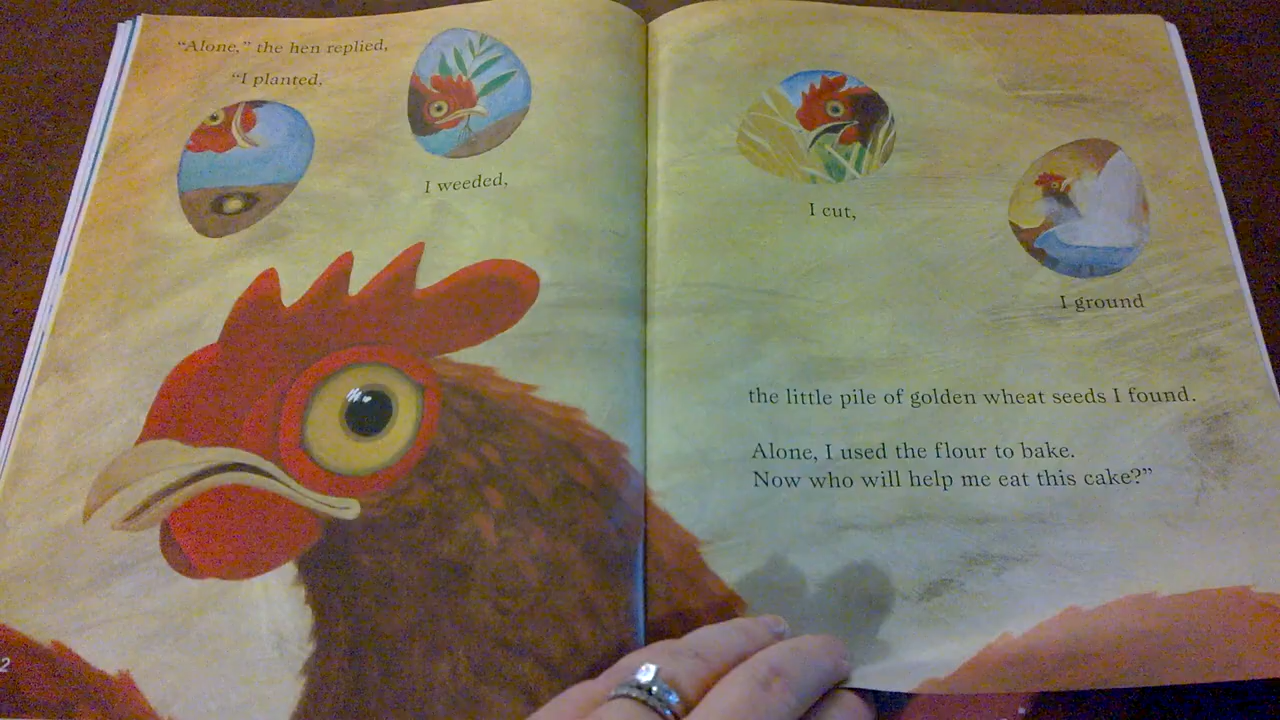 “Alone,” the hen replied,
“I planted,
I weeded,
I cut,
I ground
the little pile of golden wheat seeds I found.
Alone, I used the flour to bake.
Now who will help me eat this cake?”
2